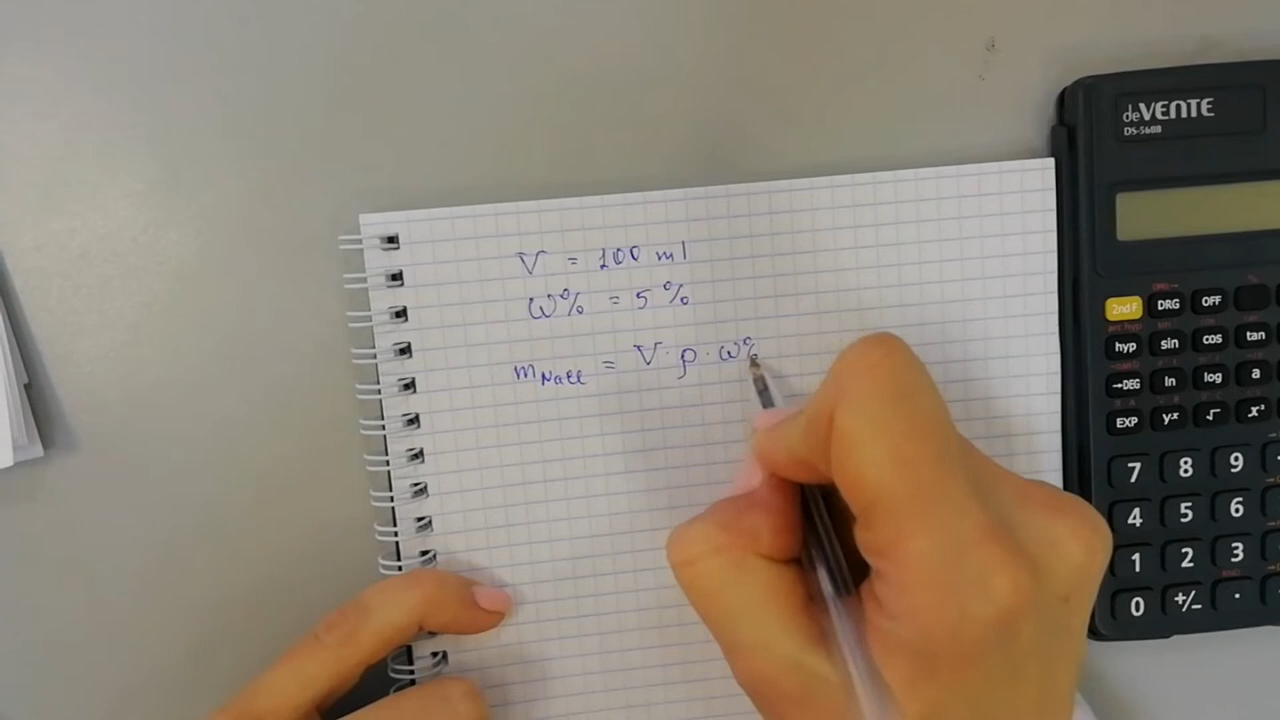 V = 100 ml
ω% = 5%
mNaCl = V · ρ · ω%
deVENTE
DS-568B
2nd F
DRG
OFF
hyp
sin
cos
tan
→DEG
ln
log
a
EXP
yˣ
√
x²
7
8
9
4
5
6
1
2
3
0
+/−
·